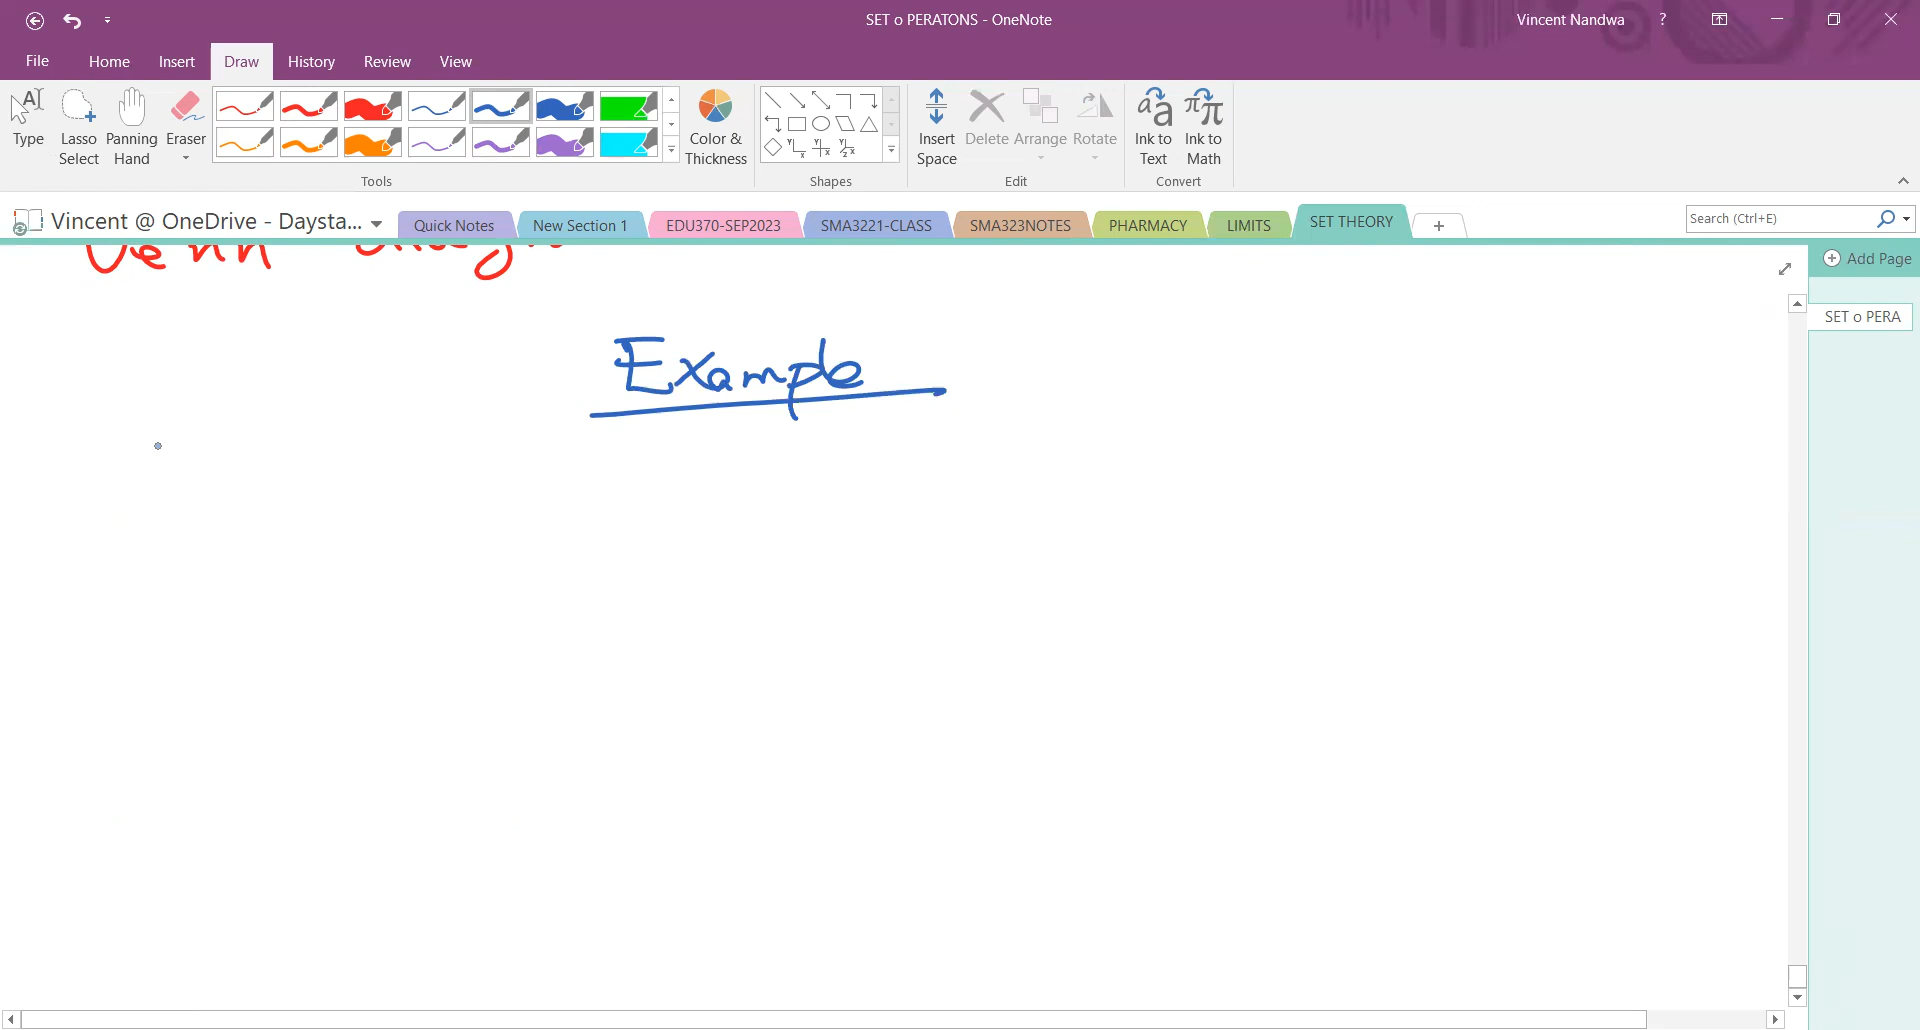 SET o PERATONS - OneNote
Vincent Nandwa
?
File
Home
Insert
Draw
History
Review
View
Type
Lasso
Select
Panning
Hand
Eraser
Color &
Thickness
Insert
Space
Delete
Arrange
Rotate
Ink to
Text
Ink to
Math
Tools
Shapes
Edit
Convert
Vincent @ OneDrive - Daysta...
Quick Notes
New Section 1
EDU370-SEP2023
SMA3221-CLASS
SMA323NOTES
PHARMACY
LIMITS
SET THEORY
Search (Ctrl+E)
Add Page
SET o PERA
Venn
Example